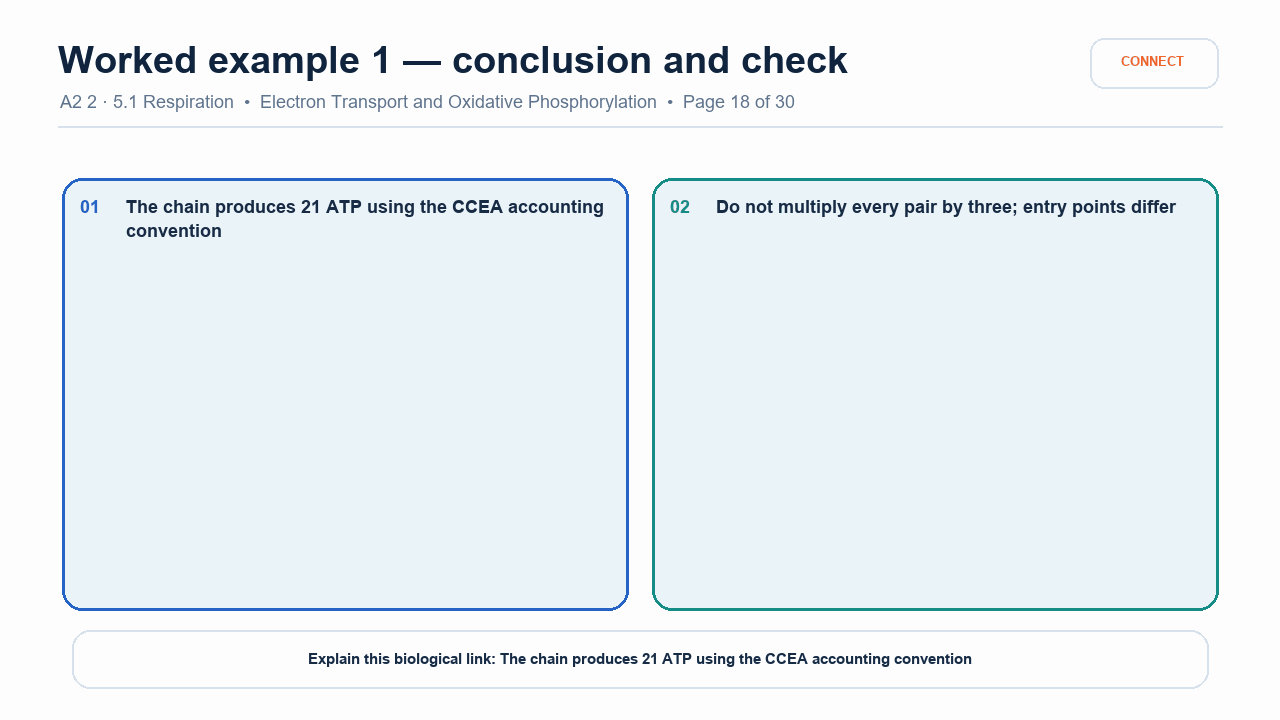 Worked example 1 — conclusion and check
CONNECT
A2 2 · 5.1 Respiration • Electron Transport and Oxidative Phosphorylation • Page 18 of 30
01 The chain produces 21 ATP using the CCEA accounting
convention
02 Do not multiply every pair by three; entry points differ
Explain this biological link: The chain produces 21 ATP using the CCEA accounting convention